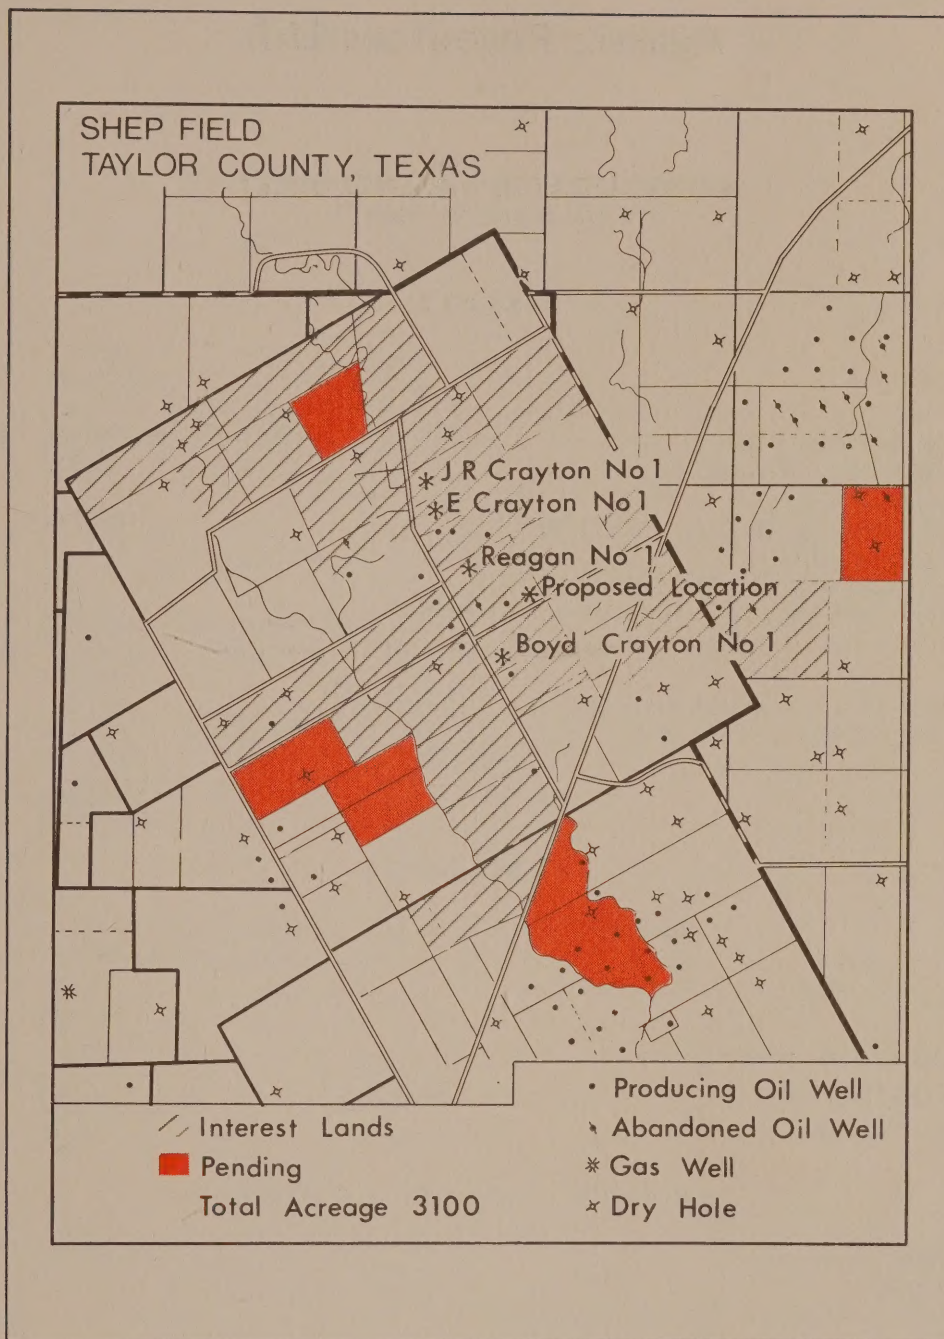 SHEP FIELD
TAYLOR COUNTY, TEXAS
J R Crayton No 1
E Crayton No 1
Reagan No 1
Proposed Location
Boyd Crayton No 1
Interest Lands
Pending
Total Acreage 3100
Producing Oil Well
Abandoned Oil Well
Gas Well
Dry Hole